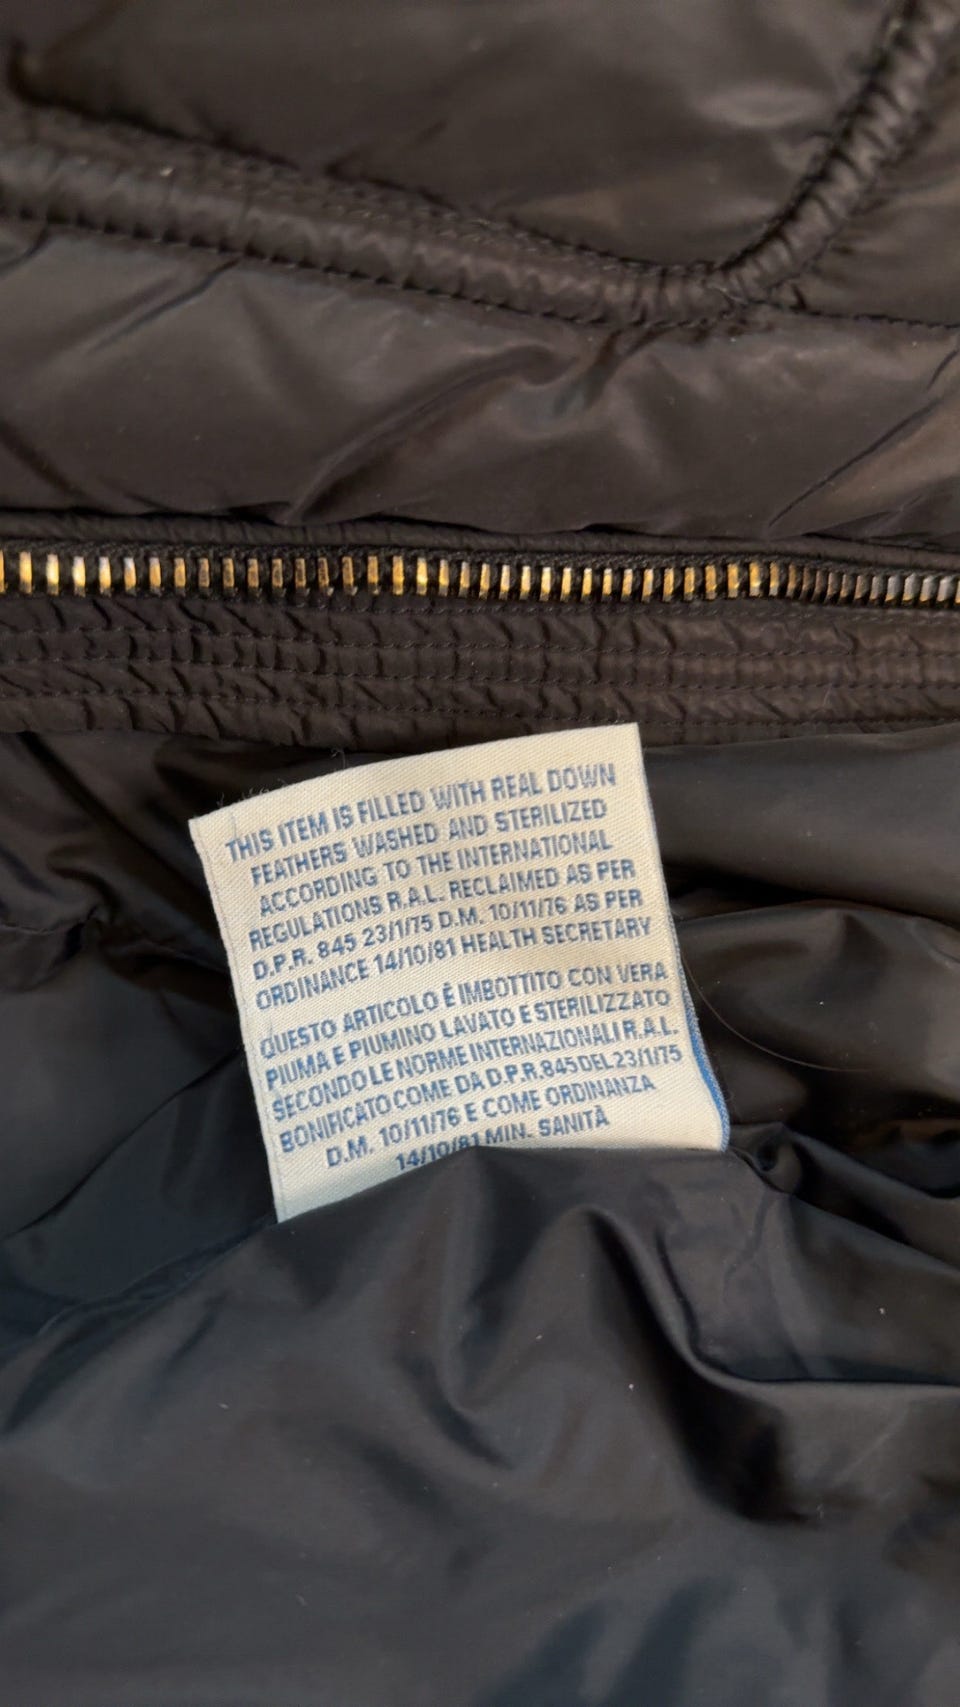 THIS ITEM IS FILLED WITH REAL DOWN
FEATHERS WASHED AND STERILIZED
ACCORDING TO THE INTERNATIONAL
REGULATIONS R.A.L. RECLAIMED AS PER
D.P.R. 845 23/1/75 D.M. 10/11/76 AS PER
ORDINANCE 14/10/81 HEALTH SECRETARY
QUESTO ARTICOLO È IMBOTTITO CON VERA
PIUMA E PIUMINO LAVATO E STERILIZZATO
SECONDO LE NORME INTERNAZIONALI R.A.L.
BONIFICATO COME DA D.P.R. 845 DEL 23/1/75
D.M. 10/11/76 E COME ORDINANZA
14/10/81 MIN. SANITÀ